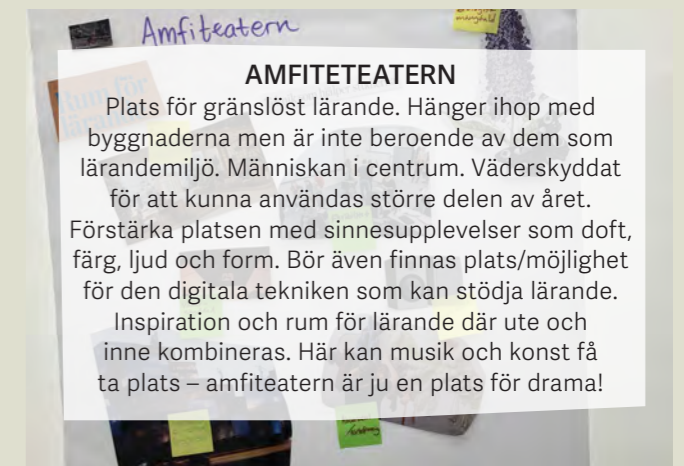 Amfiteatern
Rum för
lärande
AMFITETEATERN
Plats för gränslöst lärande. Hänger ihop med
byggnaderna men är inte beroende av dem som
lärandemiljö. Människan i centrum. Väderskyddat
för att kunna användas större delen av året.
Förstärka platsen med sinnesupplevelser som doft,
färg, ljud och form. Bör även finnas plats/möjlighet
för den digitala tekniken som kan stödja lärande.
Inspiration och rum för lärande där ute och
inne kombineras. Här kan musik och konst få
ta plats – amfiteatern är ju en plats för drama!